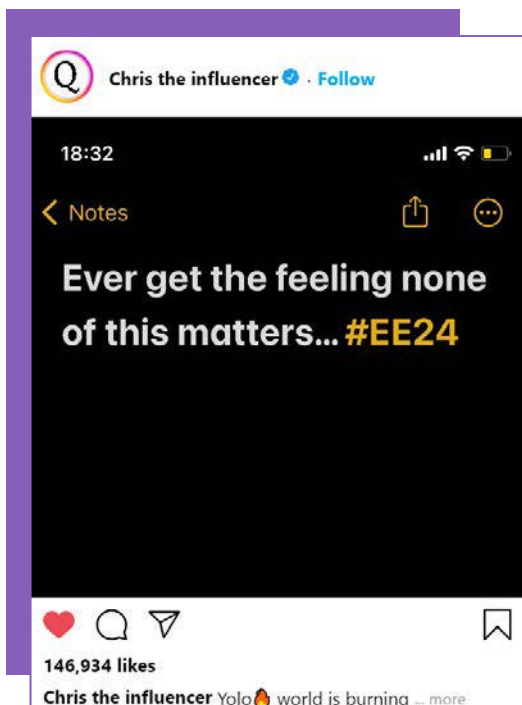 Q Chris the influencer · Follow
18:32
Notes
Ever get the feeling none
of this matters... #EE24
146,934 likes
Chris the influencer Yolo🔥 world is burning ... more